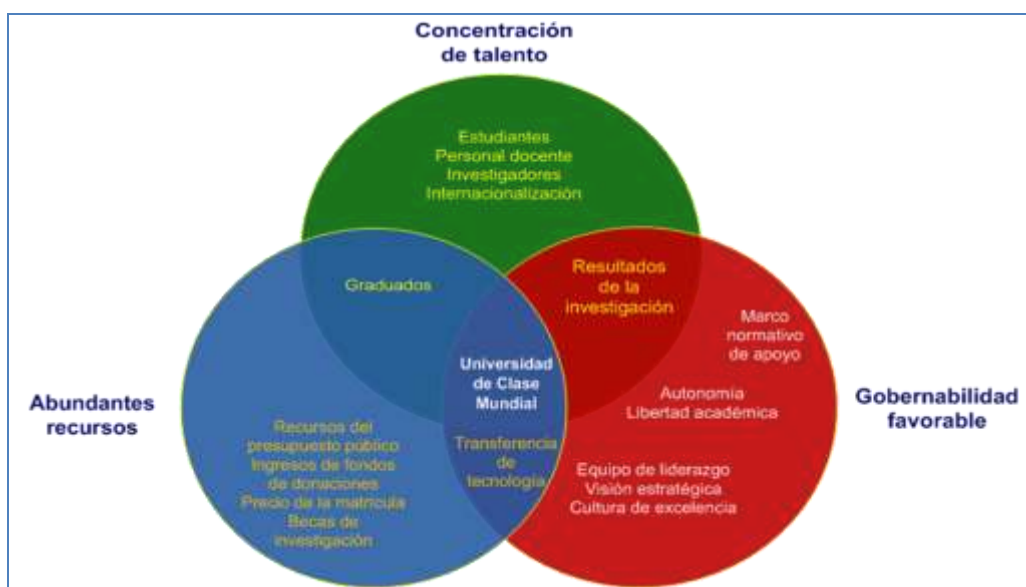 Concentración
de talento
Estudiantes
Personal docente
Investigadores
Internacionalización
Graduados
Resultados
de la
investigación
Marco
normativo
de apoyo
Universidad
de Clase
Mundial
Autonomía
Libertad académica
Abundantes
recursos
Gobernabilidad
favorable
Recursos del
presupuesto público
Ingresos de fondos
de donaciones
Precio de la matrícula
Becas de
investigación
Transferencia
de
tecnología
Equipo de liderazgo
Visión estratégica
Cultura de excelencia